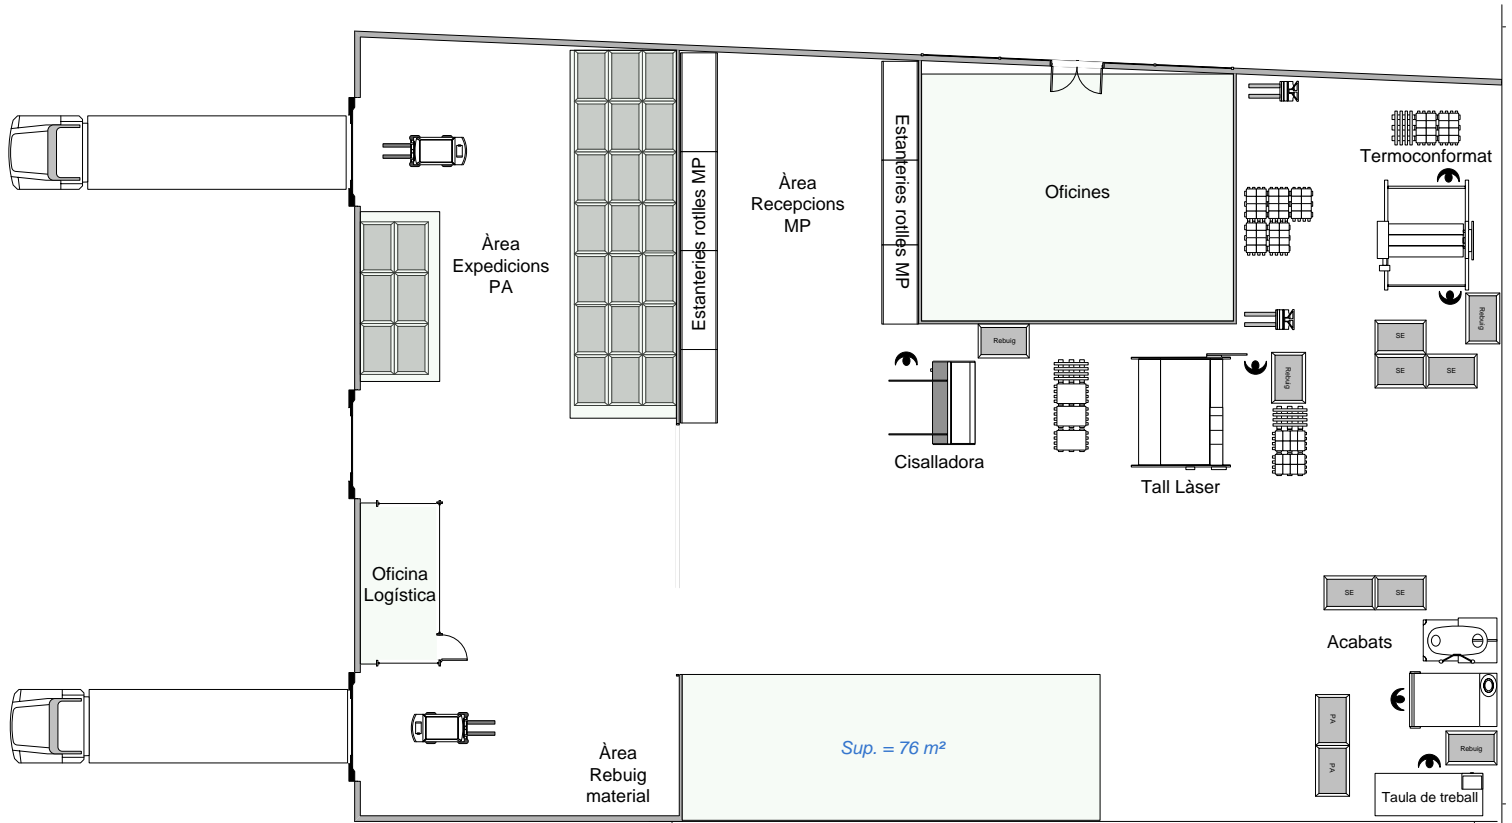 Termoconformat
Estanteries rotlles MP
Estanteries rotlles MP
Àrea
Recepcions
MP
Oficines
Àrea
Expedicions
PA
Rebuig
SE
SE
SE
Rebuig
Rebuig
Cisalladora
Tall Làser
Oficina
Logística
SE
SE
Acabats
PA
PA
Rebuig
Sup. = 76 m²
Àrea
Rebuig
material
Taula de treball